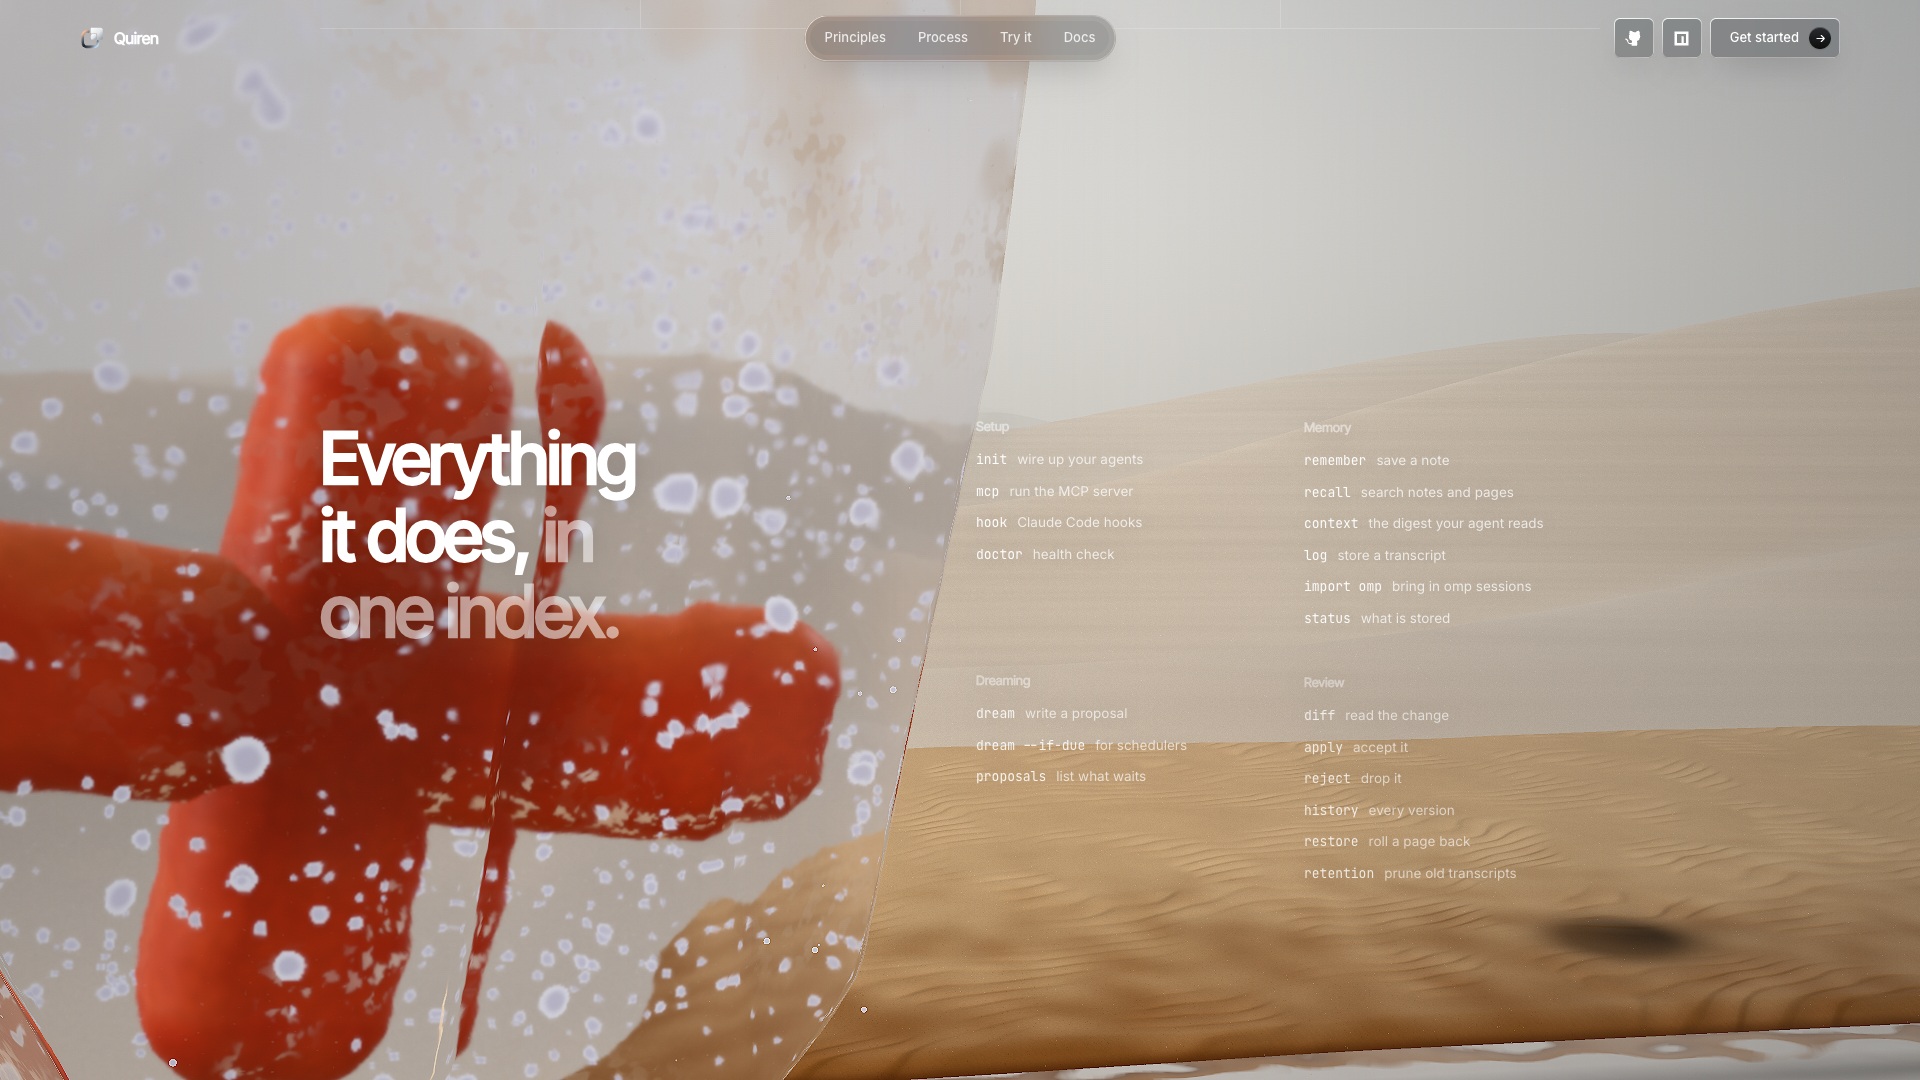 Quiren
Principles
Process
Try it
Docs
Get started
Everything
it does, in
one index.
Setup
init wire up your agents
mcp run the MCP server
hook Claude Code hooks
doctor health check
Memory
remember save a note
recall search notes and pages
context the digest your agent reads
log store a transcript
import omp bring in omp sessions
status what is stored
Dreaming
dream write a proposal
dream --if-due for schedulers
proposals list what waits
Review
diff read the change
apply accept it
reject drop it
history every version
restore roll a page back
retention prune old transcripts